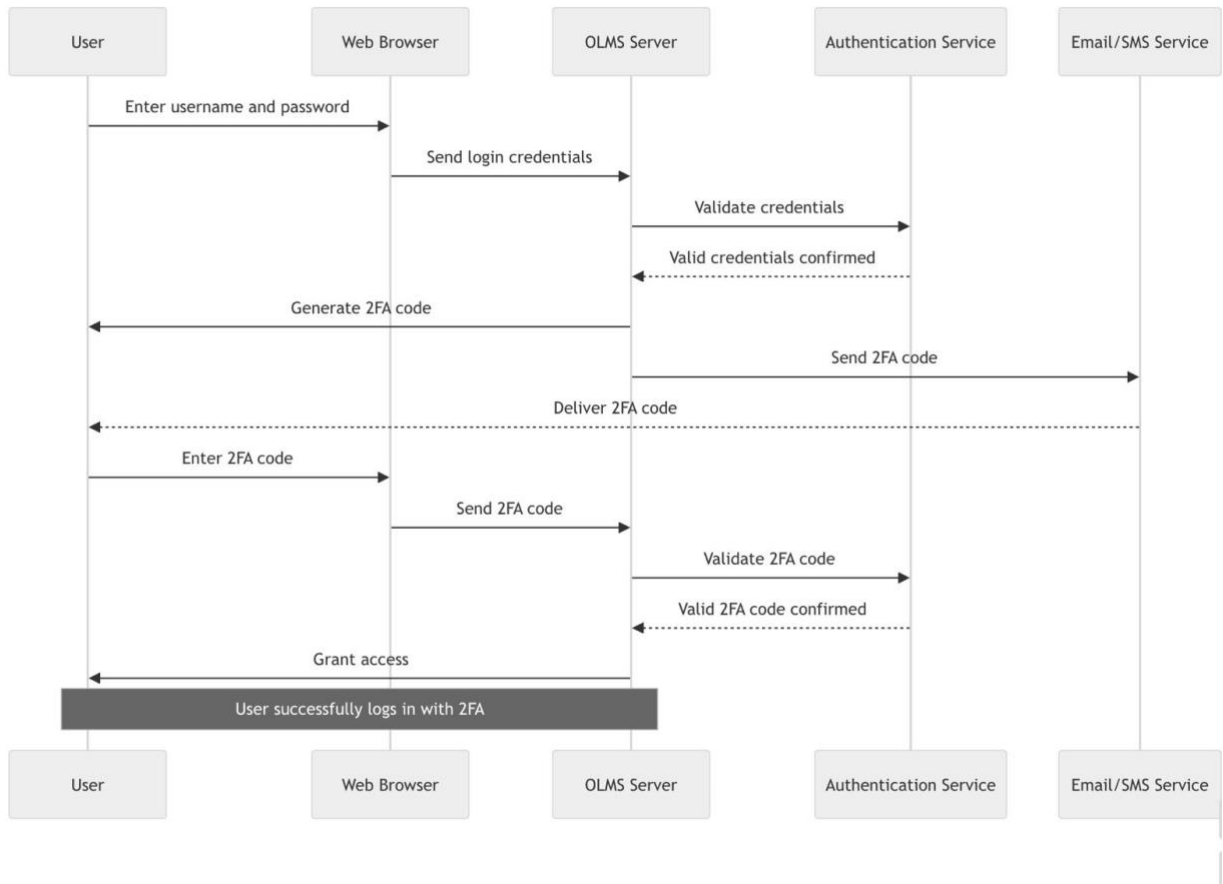 User
Web Browser
OLMS Server
Authentication Service
Email/SMS Service
Enter username and password
Send login credentials
Validate credentials
Valid credentials confirmed
Generate 2FA code
Send 2FA code
Deliver 2FA code
Enter 2FA code
Send 2FA code
Validate 2FA code
Valid 2FA code confirmed
Grant access
User successfully logs in with 2FA
User
Web Browser
OLMS Server
Authentication Service
Email/SMS Service